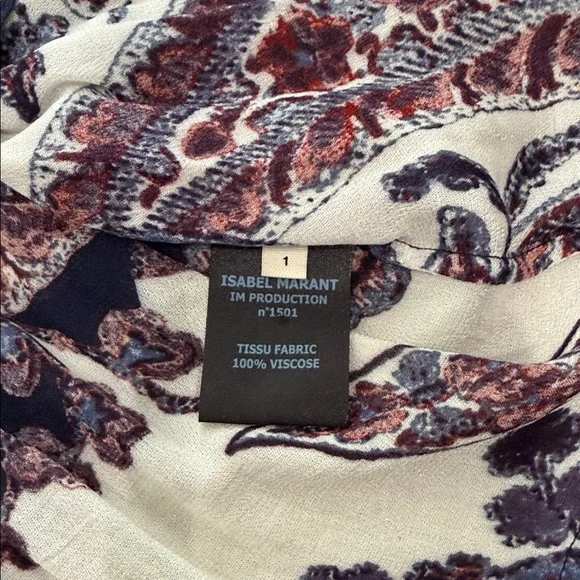 1
ISABEL MARANT
IM PRODUCTION
n°1501
TISSU FABRIC
100% VISCOSE